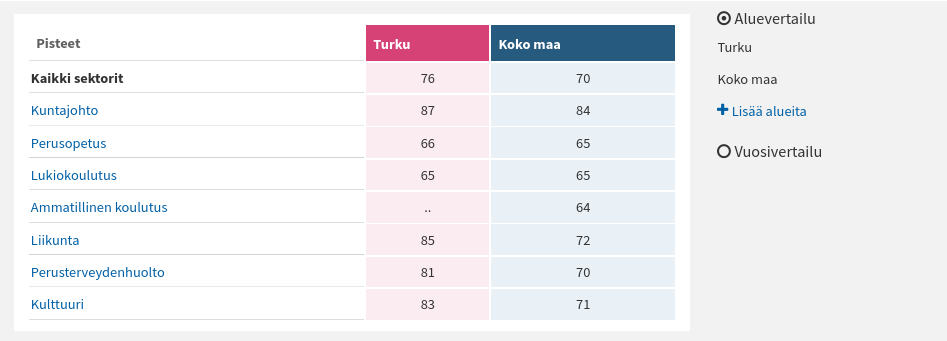 Pisteet Turku Koko maa
Kaikki sektorit 76 70
Kuntajohto 87 84
Perusopetus 66 65
Lukiokoulutus 65 65
Ammatillinen koulutus .. 64
Liikunta 85 72
Perusterveydenhuolto 81 70
Kulttuuri 83 71
Aluevertailu
Turku
Koko maa
Lisää alueita
Vuosivertailu